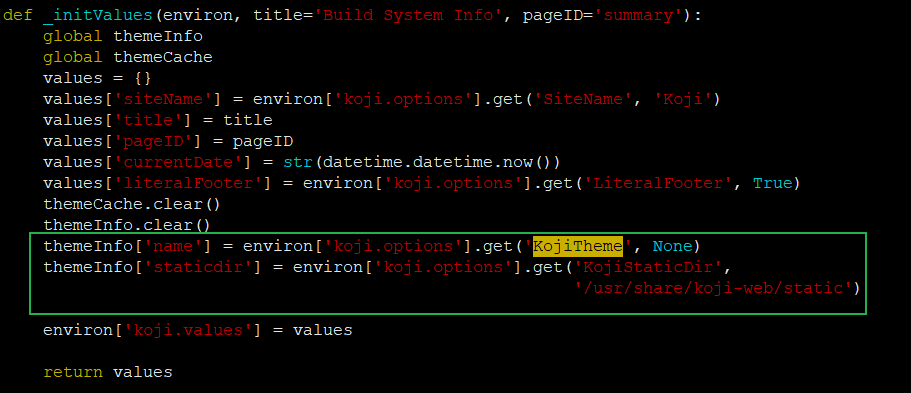 def _initValues(environ, title='Build System Info', pageID='summary'):
    global themeInfo
    global themeCache
    values = {}
    values['siteName'] = environ['koji.options'].get('SiteName', 'Koji')
    values['title'] = title
    values['pageID'] = pageID
    values['currentDate'] = str(datetime.datetime.now())
    values['literalFooter'] = environ['koji.options'].get('LiteralFooter', True)
    themeCache.clear()
    themeInfo.clear()
    themeInfo['name'] = environ['koji.options'].get('KojiTheme', None)
    themeInfo['staticdir'] = environ['koji.options'].get('KojiStaticDir',
                                                         '/usr/share/koji-web/static')
    environ['koji.values'] = values
    return values